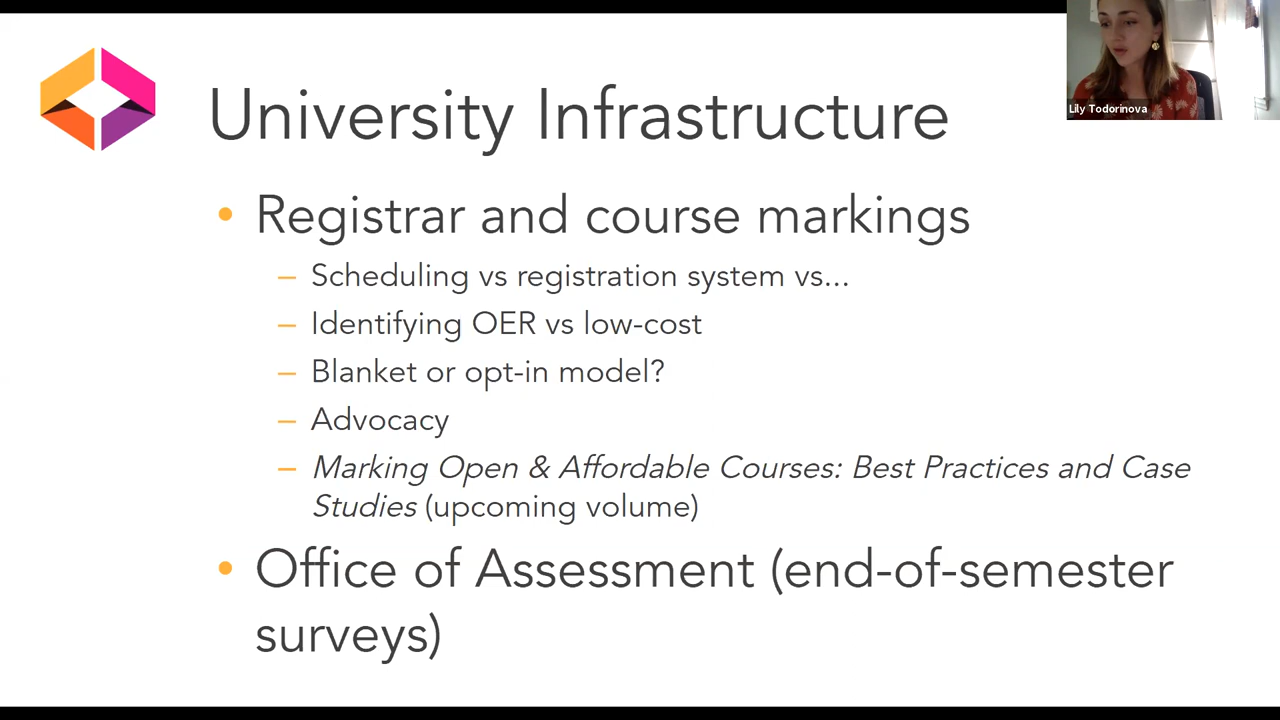 University Infrastructure
Lily Todorinova
• Registrar and course markings
– Scheduling vs registration system vs...
– Identifying OER vs low-cost
– Blanket or opt-in model?
– Advocacy
– Marking Open & Affordable Courses: Best Practices and Case
Studies (upcoming volume)
• Office of Assessment (end-of-semester
surveys)